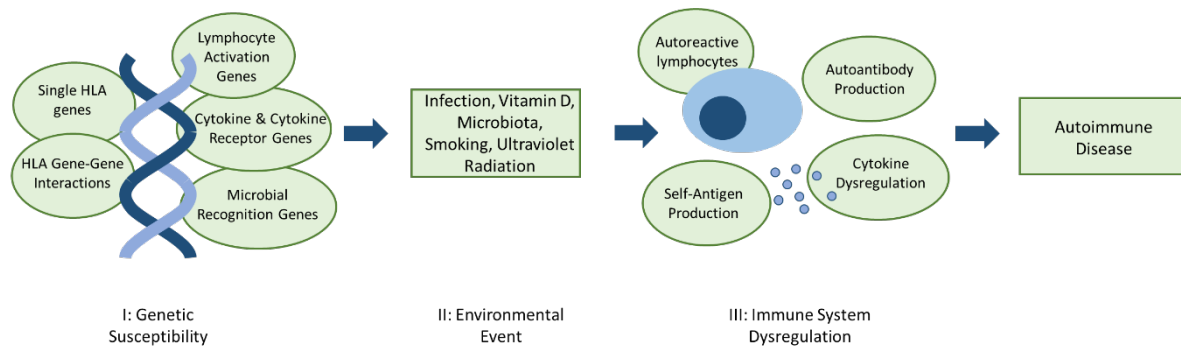 Lymphocyte
Activation
Genes
Single HLA
genes
Cytokine & Cytokine
Receptor Genes
HLA Gene-Gene
Interactions
Microbial
Recognition Genes
Infection, Vitamin D,
Microbiota,
Smoking, Ultraviolet
Radiation
Autoreactive
lymphocytes
Autoantibody
Production
Self-Antigen
Production
Cytokine
Dysregulation
Autoimmune
Disease
I: Genetic
Susceptibility
II: Environmental
Event
III: Immune System
Dysregulation